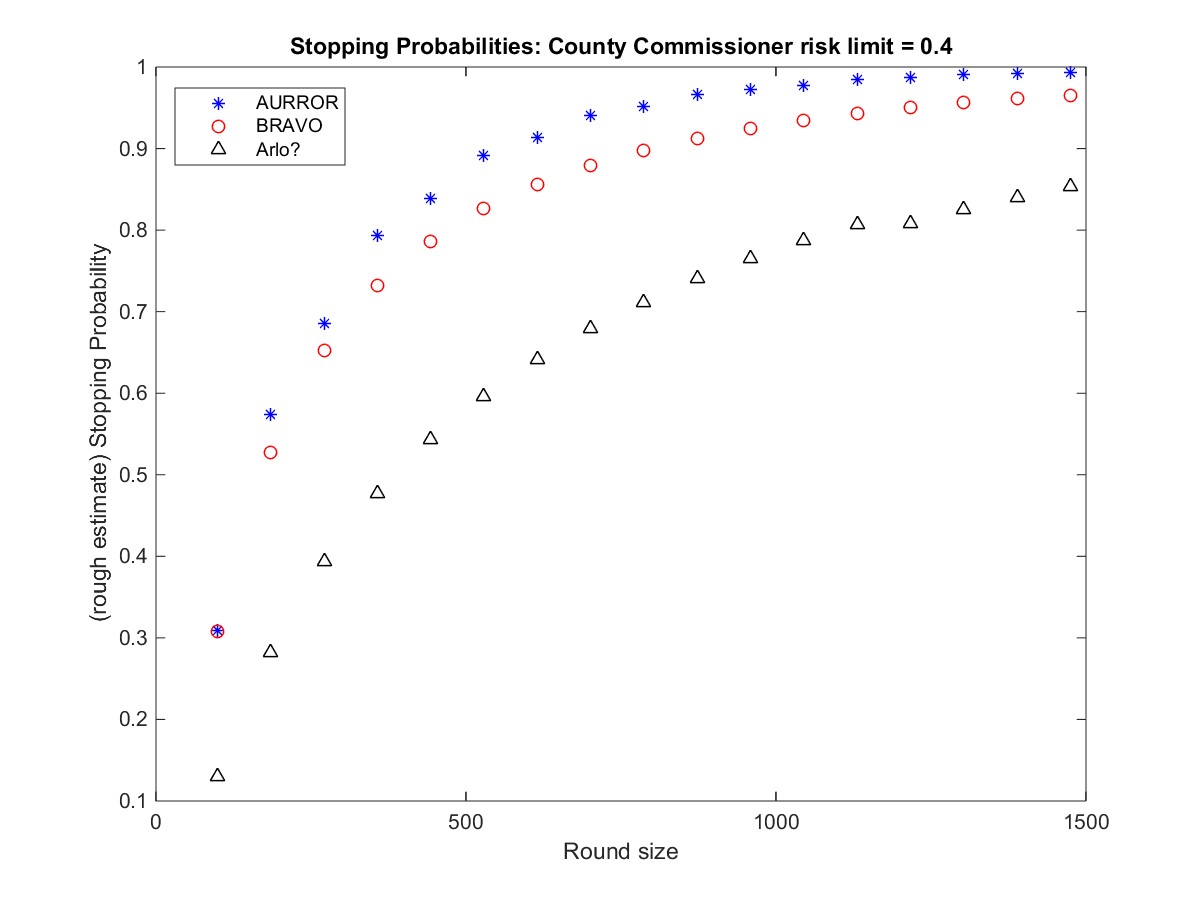 Stopping Probabilities: County Commissioner risk limit = 0.4
AURROR
BRAVO
Arlo?
(rough estimate) Stopping Probability
1
0.9
0.8
0.7
0.6
0.5
0.4
0.3
0.2
0.1
0
500
1000
1500
Round size